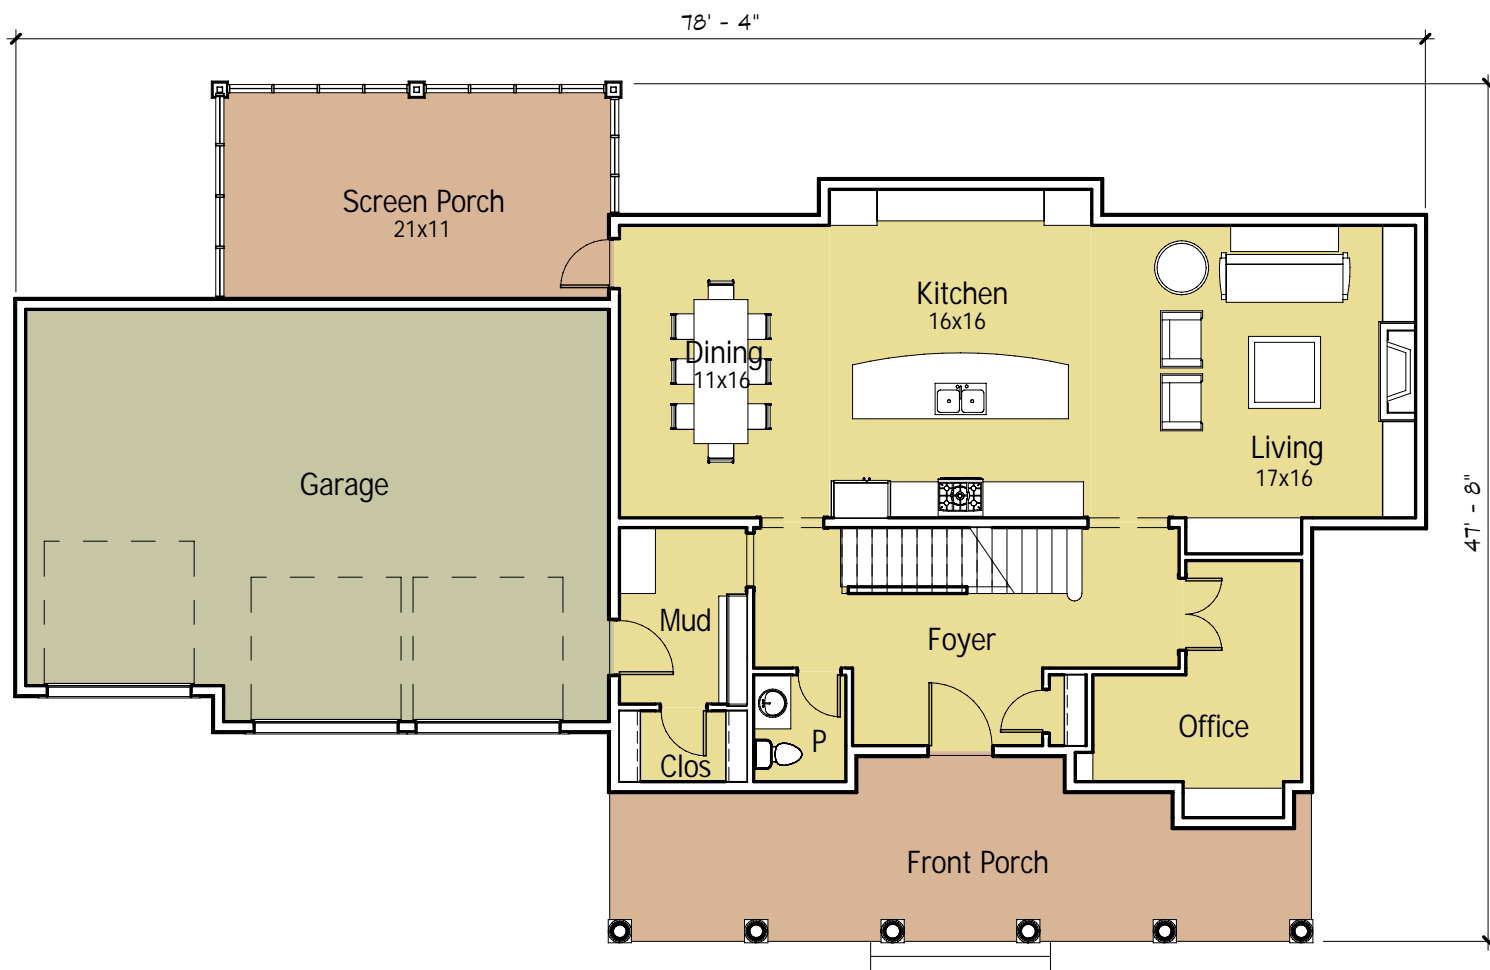 78' - 4"
Screen Porch
21x11
Kitchen
16x16
Dining
11x16
Living
17x16
Garage
47' - 8"
Mud
Foyer
Office
P
Clos
Front Porch